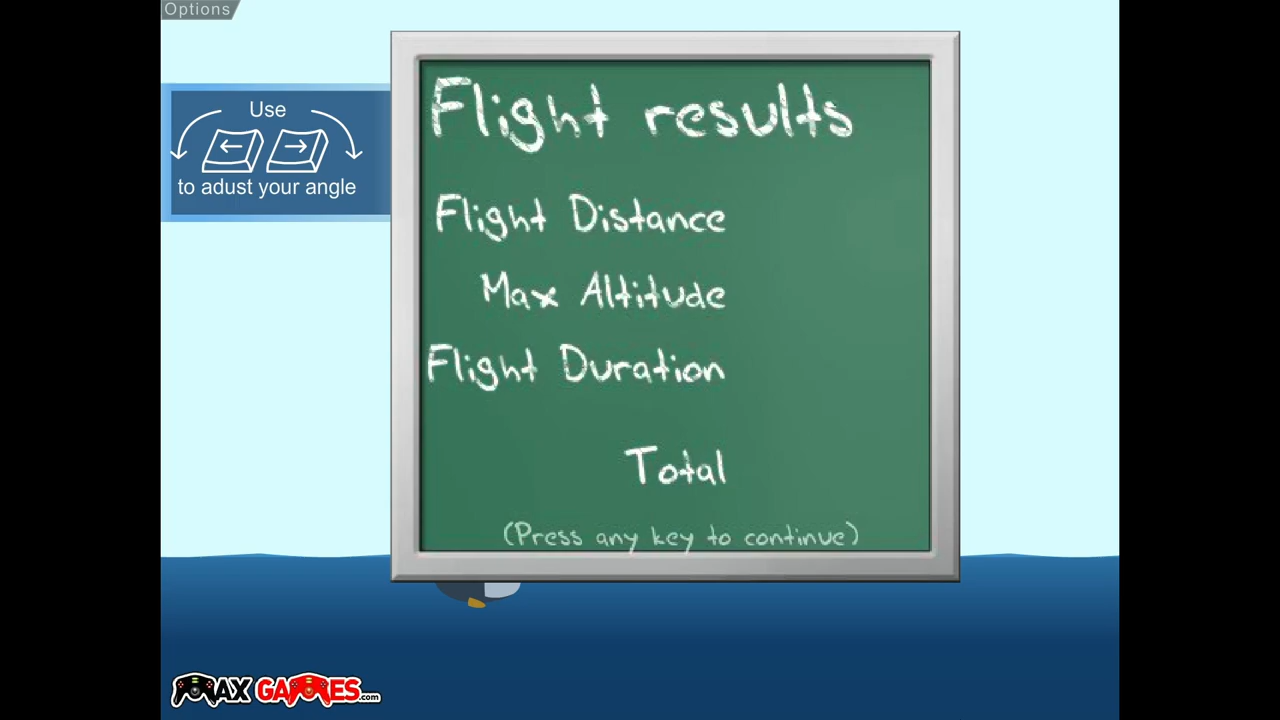 Options
Use
to adust your angle
Flight results
Flight Distance
Max Altitude
Flight Duration
Total
(Press any key to continue)
MAX GAMES.com